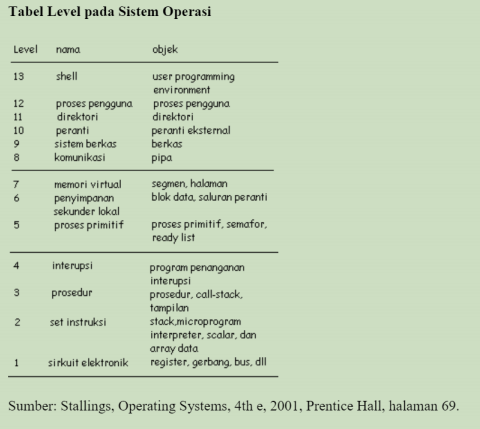 Tabel Level pada Sistem Operasi
Level nama objek
13 shell user programming
environment
12 proses pengguna proses pengguna
11 direktori direktori
10 peranti peranti eksternal
9 sistem berkas berkas
8 komunikasi pipa
7 memori virtual segmen, halaman
6 penyimpanan blok data, saluran peranti
sekunder lokal
5 proses primitif proses primitif, semafor,
ready list
4 interupsi program penanganan
interupsi
3 prosedur prosedur, call-stack,
tampilan
2 set instruksi stack,microprogram
interpreter, scalar, dan
array data
1 sirkuit elektronik register, gerbang, bus, dll
Sumber: Stallings, Operating Systems, 4th e, 2001, Prentice Hall, halaman 69.